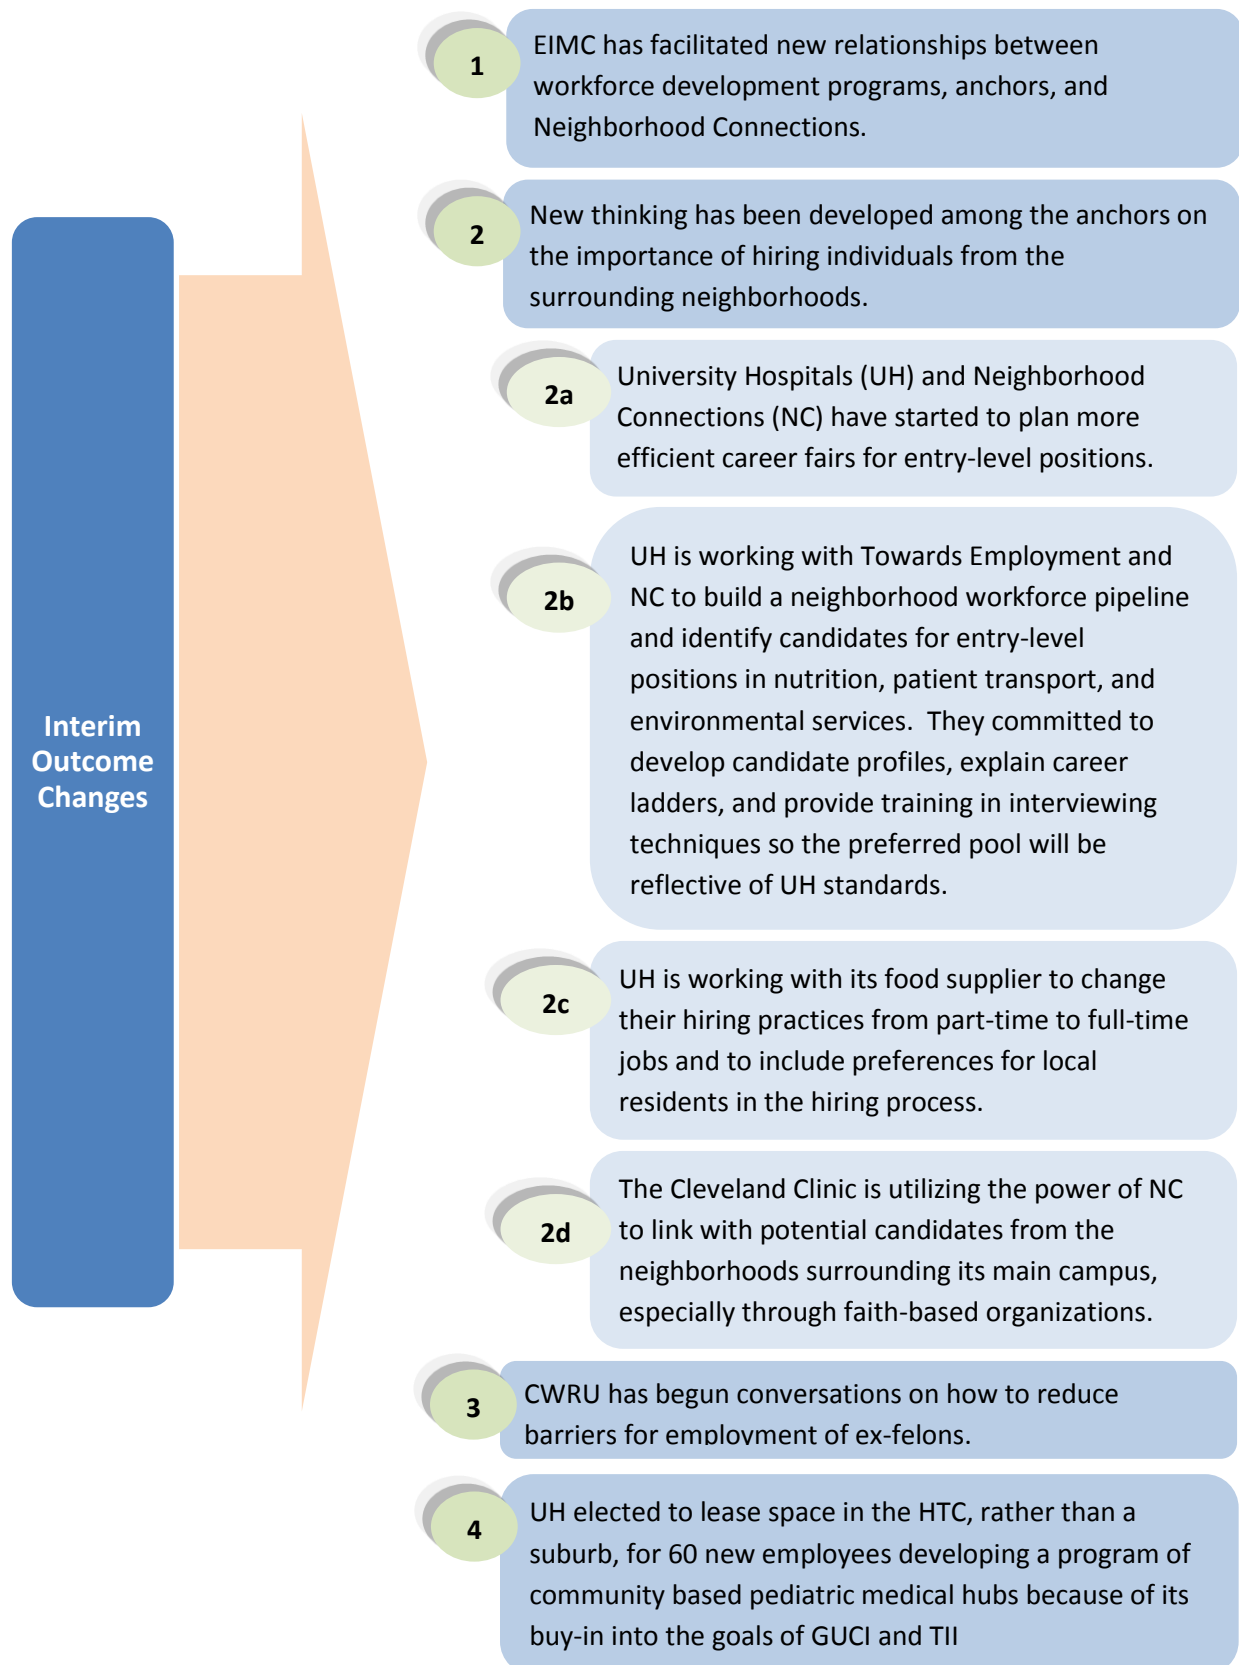 Interim
Outcome
Changes
1
EIMC has facilitated new relationships between
workforce development programs, anchors, and
Neighborhood Connections.
2
New thinking has been developed among the anchors on
the importance of hiring individuals from the
surrounding neighborhoods.
2a
University Hospitals (UH) and Neighborhood
Connections (NC) have started to plan more
efficient career fairs for entry-level positions.
2b
UH is working with Towards Employment and
NC to build a neighborhood workforce pipeline
and identify candidates for entry-level
positions in nutrition, patient transport, and
environmental services.  They committed to
develop candidate profiles, explain career
ladders, and provide training in interviewing
techniques so the preferred pool will be
reflective of UH standards.
2c
UH is working with its food supplier to change
their hiring practices from part-time to full-time
jobs and to include preferences for local
residents in the hiring process.
2d
The Cleveland Clinic is utilizing the power of NC
to link with potential candidates from the
neighborhoods surrounding its main campus,
especially through faith-based organizations.
3
CWRU has begun conversations on how to reduce
barriers for employment of ex-felons.
4
UH elected to lease space in the HTC, rather than a
suburb, for 60 new employees developing a program of
community based pediatric medical hubs because of its
buy-in into the goals of GUCI and TII